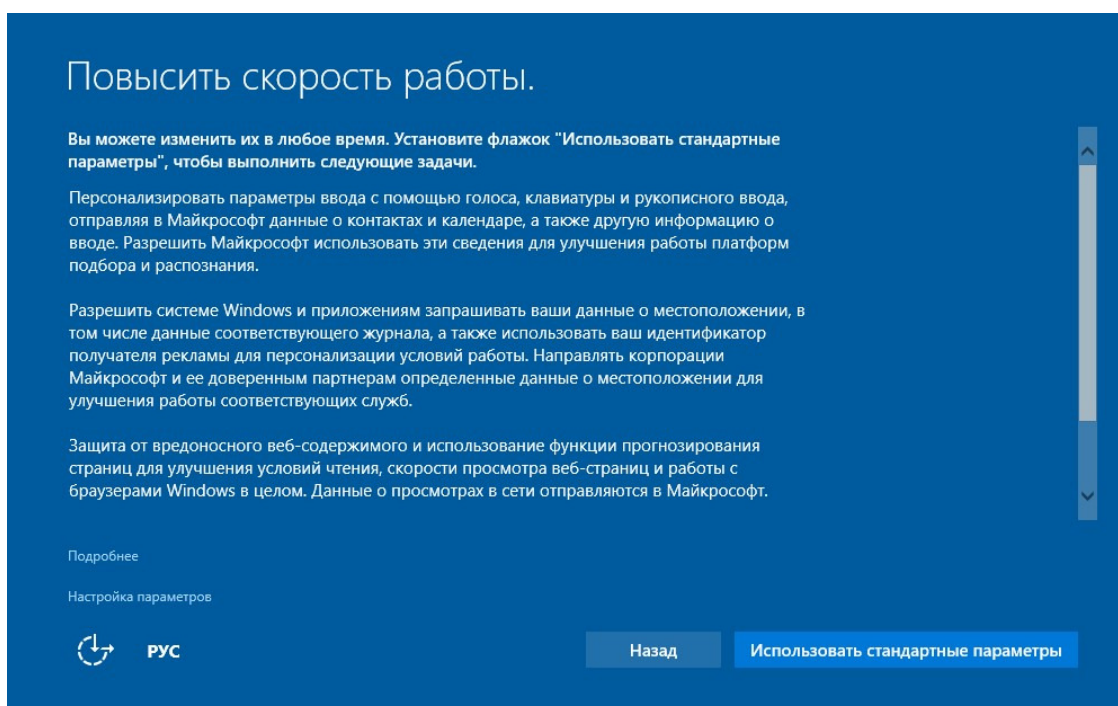 Повысить скорость работы.
Вы можете изменить их в любое время. Установите флажок "Использовать стандартные
параметры", чтобы выполнить следующие задачи.
Персонализировать параметры ввода с помощью голоса, клавиатуры и рукописного ввода,
отправляя в Майкрософт данные о контактах и календаре, а также другую информацию о
вводе. Разрешить Майкрософт использовать эти сведения для улучшения работы платформ
подбора и распознания.
Разрешить системе Windows и приложениям запрашивать ваши данные о местоположении, в
том числе данные соответствующего журнала, а также использовать ваш идентификатор
получателя рекламы для персонализации условий работы. Направлять корпорации
Майкрософт и ее доверенным партнерам определенные данные о местоположении для
улучшения работы соответствующих служб.
Защита от вредоносного веб-содержимого и использование функции прогнозирования
страниц для улучшения условий чтения, скорости просмотра веб-страниц и работы с
браузерами Windows в целом. Данные о просмотрах в сети отправляются в Майкрософт.
Подробнее
Настройка параметров
РУС
Назад
Использовать стандартные параметры